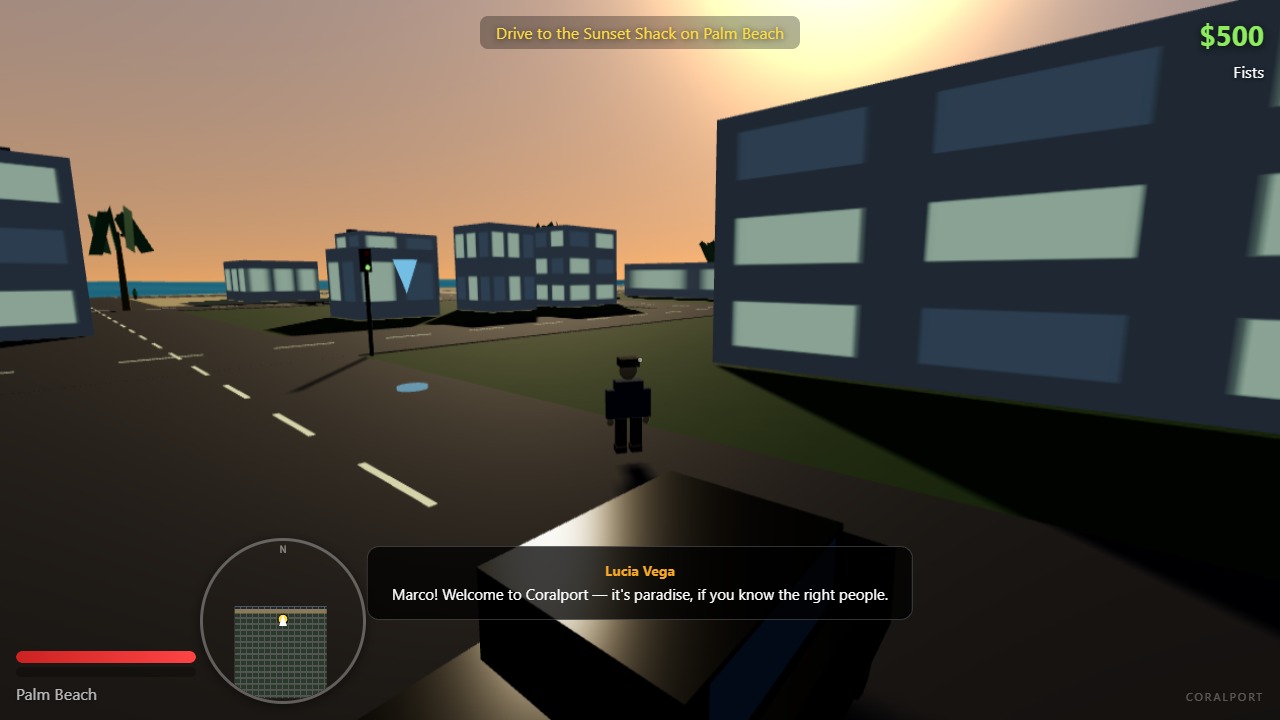 Drive to the Sunset Shack on Palm Beach
$500
Fists
N
Lucia Vega
Marco! Welcome to Coralport — it's paradise, if you know the right people.
Palm Beach
CORALPORT